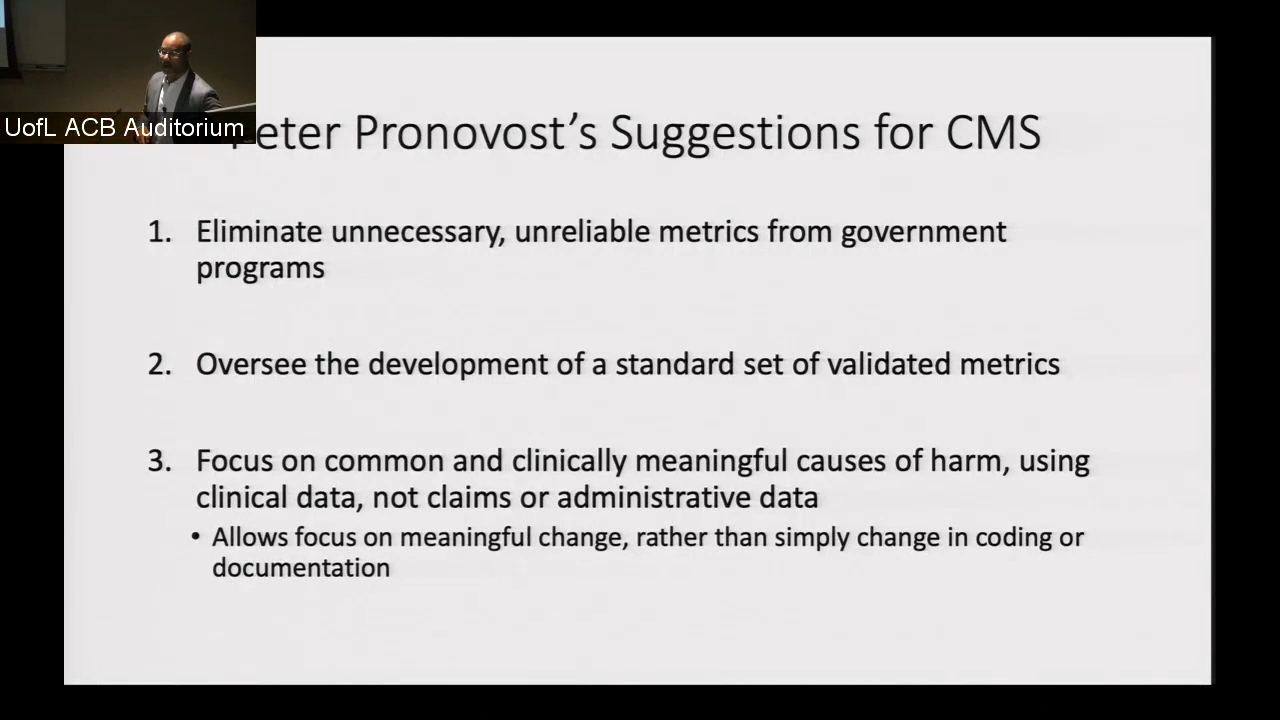 UofL ACB Auditorium
Peter Pronovost's Suggestions for CMS
1. Eliminate unnecessary, unreliable metrics from government
programs
2. Oversee the development of a standard set of validated metrics
3. Focus on common and clinically meaningful causes of harm, using
clinical data, not claims or administrative data
• Allows focus on meaningful change, rather than simply change in coding or
documentation